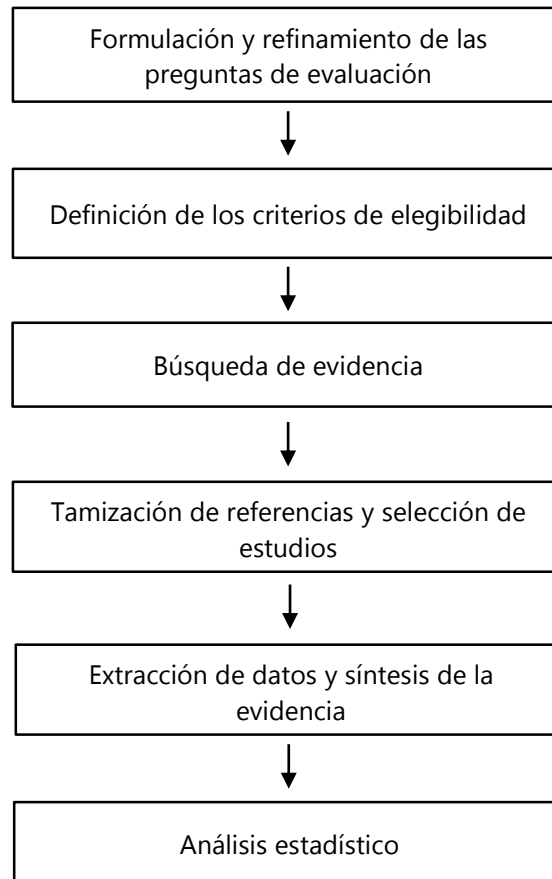 Formulación y refinamiento de las
preguntas de evaluación
Definición de los criterios de elegibilidad
Búsqueda de evidencia
Tamización de referencias y selección de
estudios
Extracción de datos y síntesis de la
evidencia
Análisis estadístico